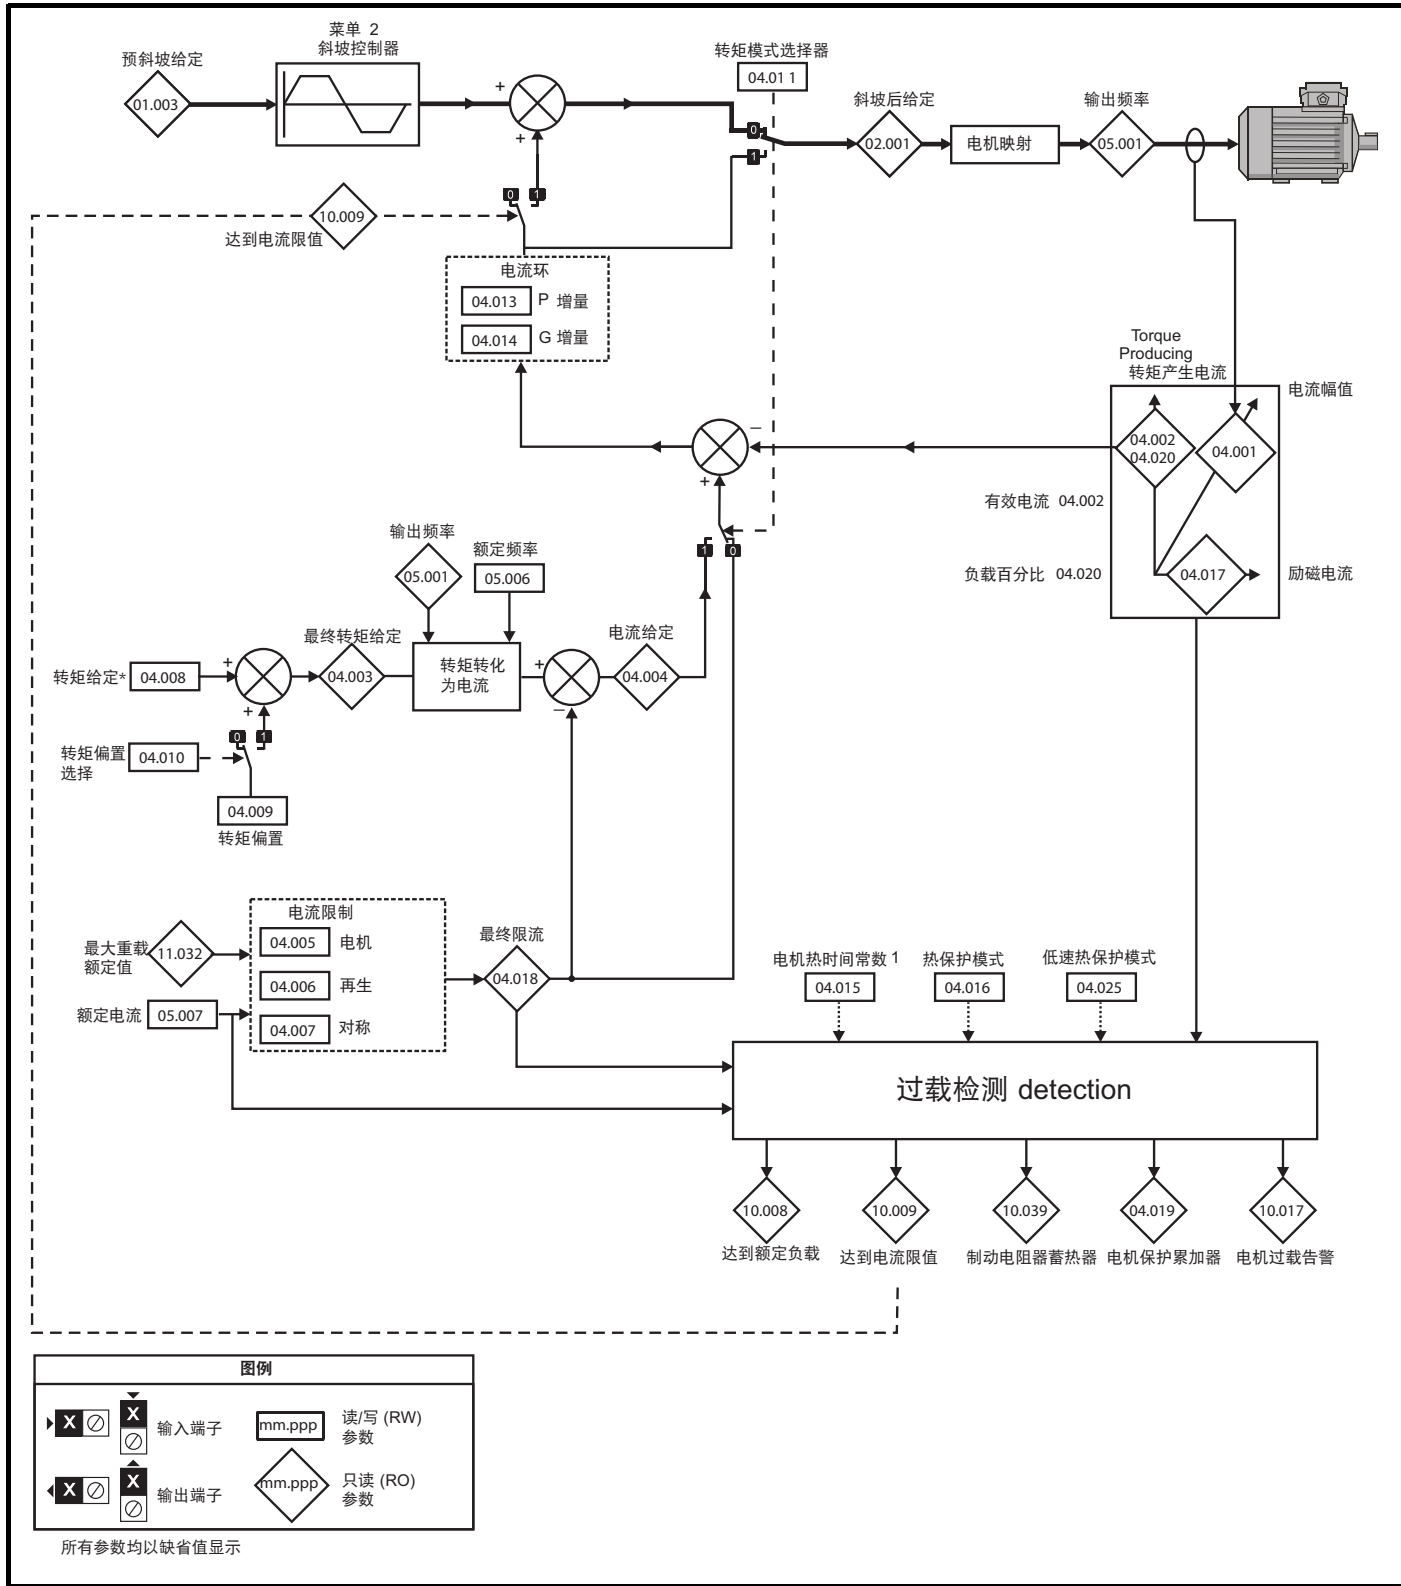 菜单 2
斜坡控制器
预斜坡给定
01.003
+
+
转矩模式选择器
04.01 1
0
1
斜坡后给定
02.001
电机映射
输出频率
05.001
10.009
达到电流限值
0
1
电流环
04.013
P 增量
04.014
G 增量
Torque
Producing
转矩产生电流
电流幅值
04.002
04.020
04.001
有效电流 04.002
负载百分比 04.020
04.017
励磁电流
−
+
1
0
输出频率
05.001
额定频率
05.006
最终转矩给定
04.003
转矩转化
为电流
电流给定
04.004
+
−
转矩给定*
04.008
+
+
0
1
转矩偏置
选择
04.010
04.009
转矩偏置
最大重载
额定值
11.032
额定电流
05.007
电流限制
04.005
电机
04.006
再生
04.007
对称
最终限流
04.018
电机热时间常数 1
04.015
热保护模式
04.016
低速热保护模式
04.025
过载检测 detection
10.008
达到额定负载
10.009
达到电流限值
10.039
制动电阻器蓄热器
04.019
电机保护累加器
10.017
电机过载告警
图例
X
X
输入端子
mm.ppp
读/写 (RW)
参数
X
X
输出端子
mm.ppp
只读 (RO)
参数
所有参数均以缺省值显示